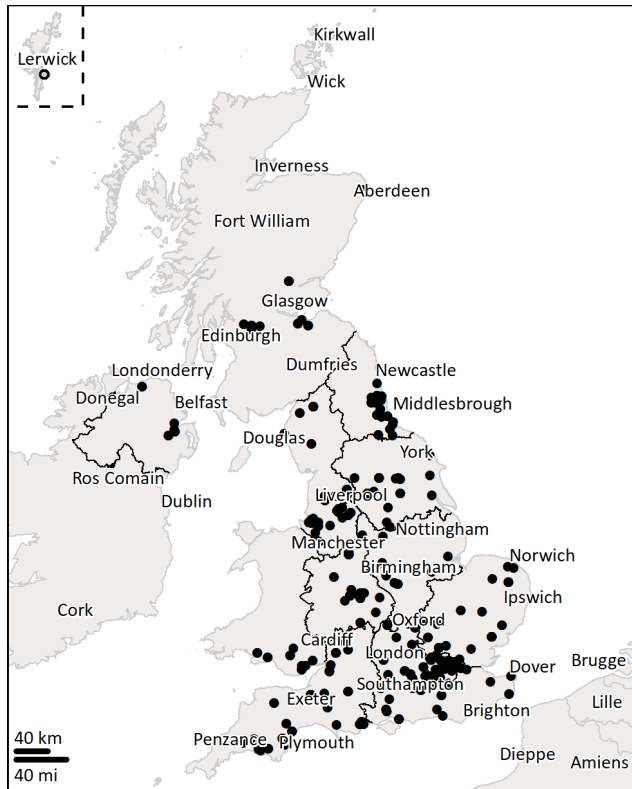 Kirkwall
Lerwick
Wick
Inverness
Aberdeen
Fort William
Glasgow
Edinburgh
Dumfries
Londonderry
Newcastle
Donegal
Belfast
Middlesbrough
Douglas
York
Ros Comain
Liverpool
Dublin
Nottingham
Manchester
Norwich
Birmingham
Ipswich
Cork
Oxford
Cardiff
London
Brugge
Dover
Southampton
Exeter
Lille
Brighton
Penzance
Plymouth
40 km
Dieppe
Amiens
40 mi